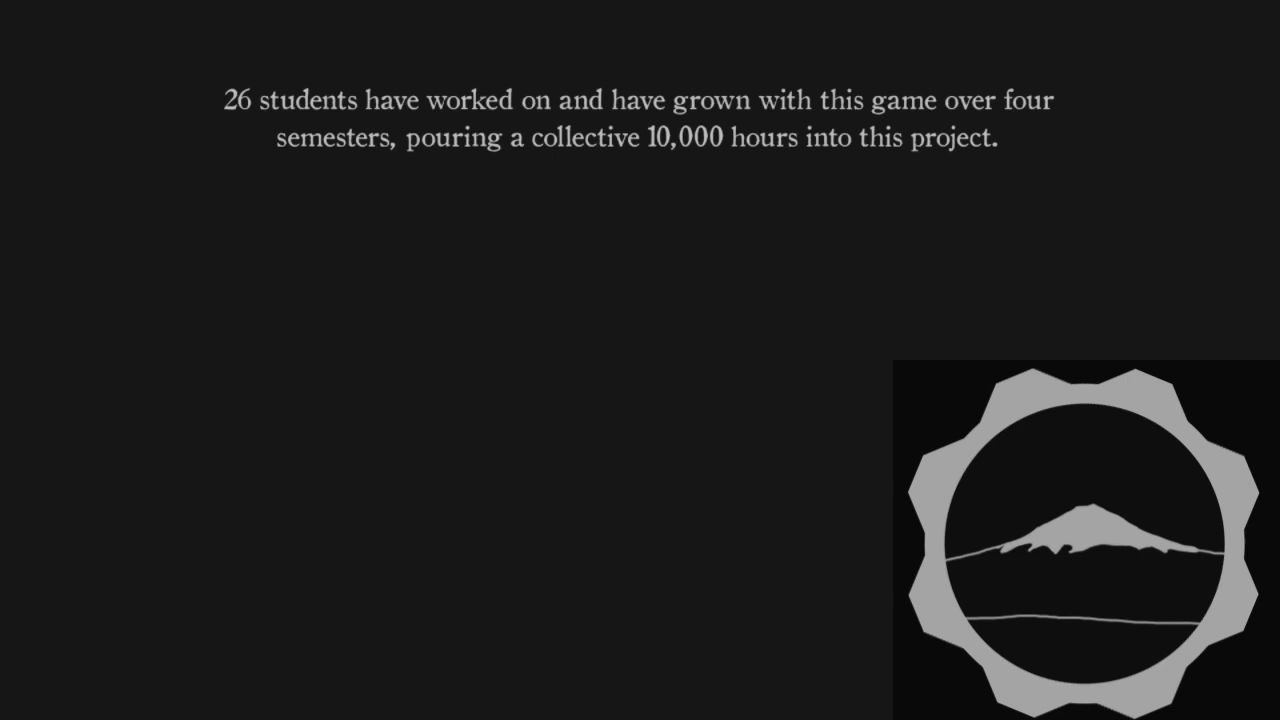 26 students have worked on and have grown with this game over four
semesters, pouring a collective 10,000 hours into this project.